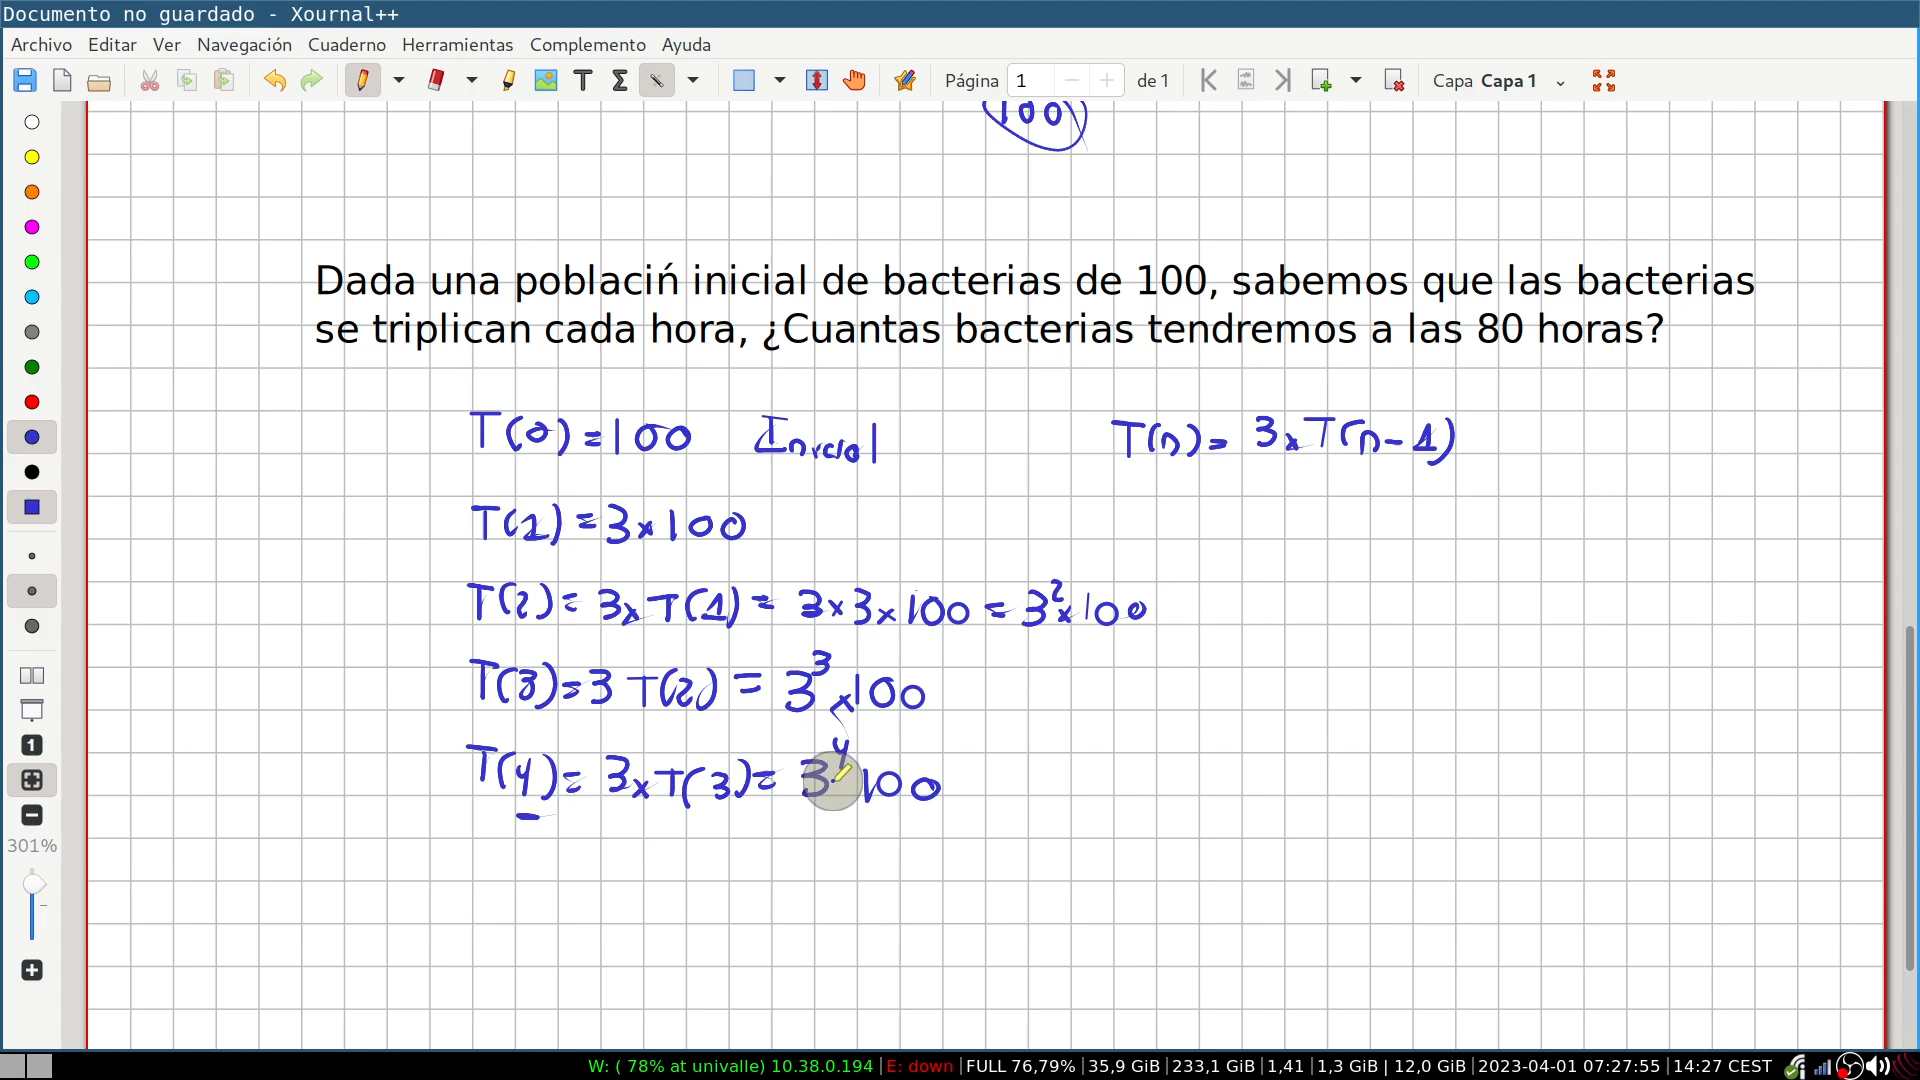 Documento no guardado - Xournal++
Archivo Editar Ver Navegación Cuaderno Herramientas Complemento Ayuda
Página 1 de 1 Capa Capa 1
100
Dada una poblaciń inicial de bacterias de 100, sabemos que las bacterias
se triplican cada hora, ¿Cuantas bacterias tendremos a las 80 horas?
T(0)=100 Inicial T(n)= 3xT(n-1)
T(1)=3x100
T(2)= 3xT(1)= 3x3x100 = 3²x100
T(3)=3 T(2) = 3³x100
T(4)= 3xT(3)= 3⁴ 100
301%
W: ( 78% at univalle) 10.38.0.194 |E: down |FULL 76,79% |35,9 GiB |233,1 GiB |1,41 |1,3 GiB | 12,0 GiB |2023-04-01 07:27:55 |14:27 CEST